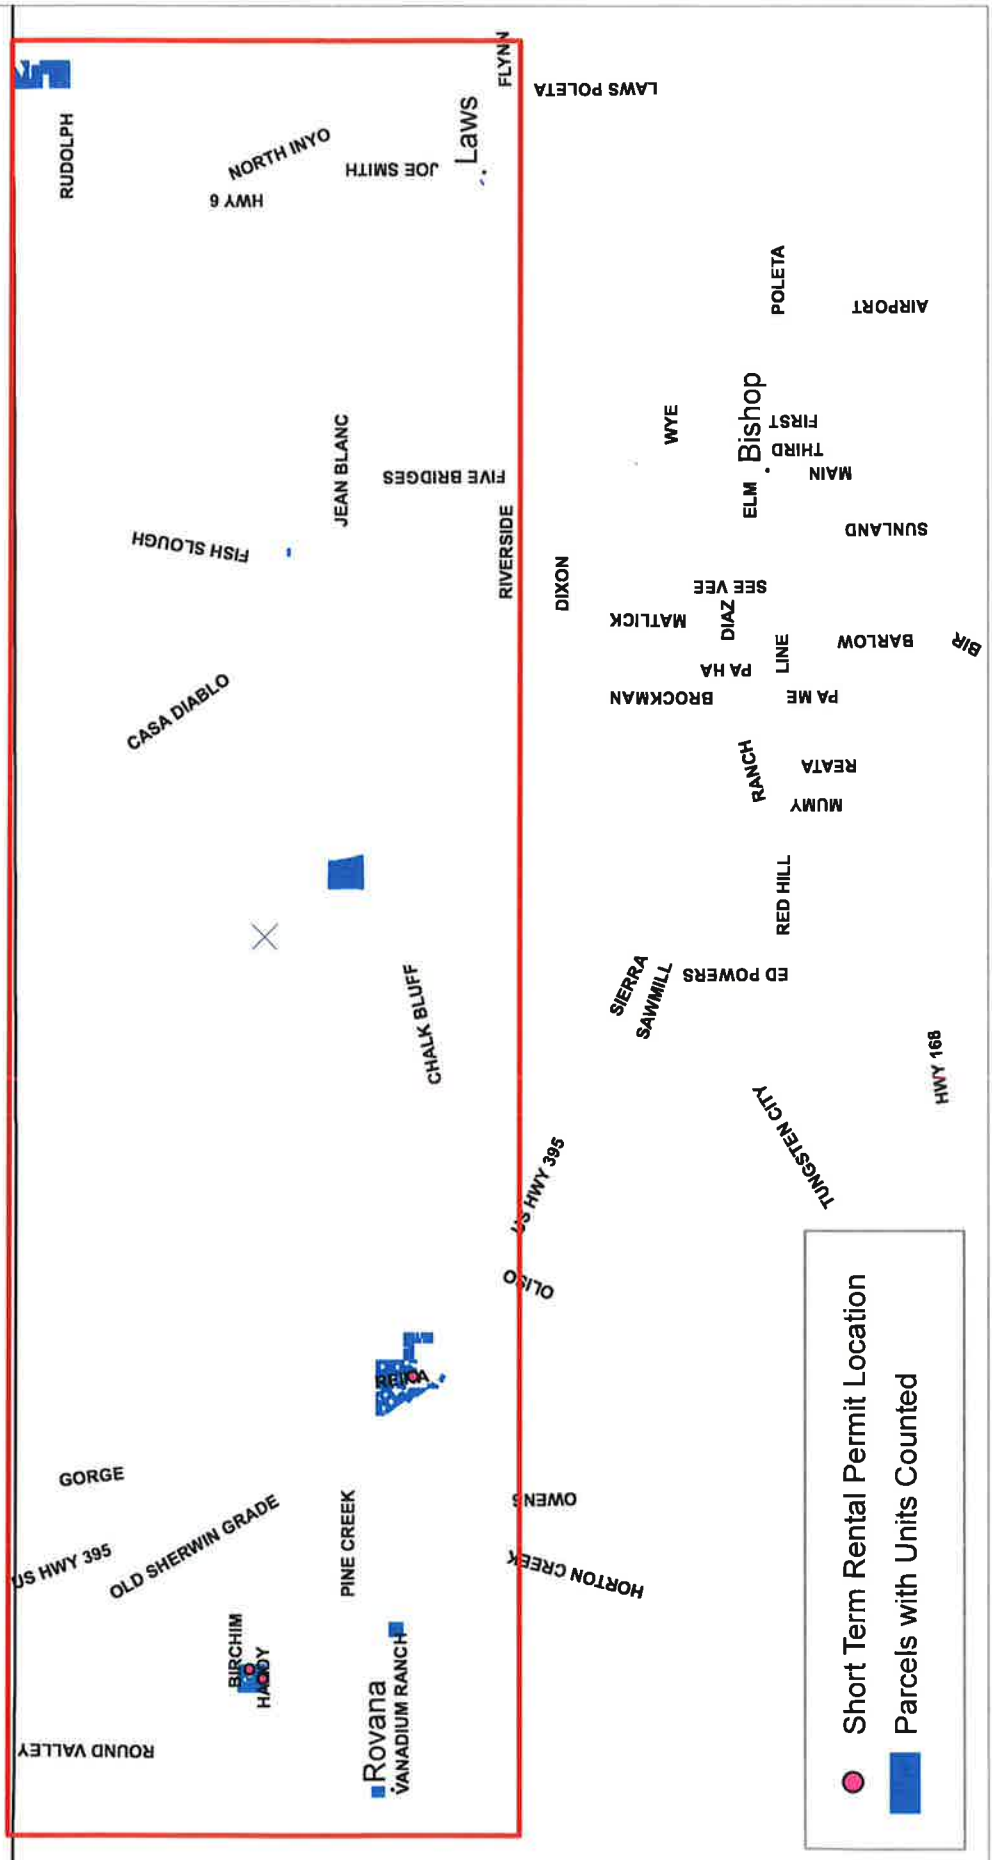 US HWY 395
GORGE
RUDOLPH
ROUND VALLEY
OLD SHERWIN GRADE
CASA DIABLO
FISH SLOUGH
HWY 6
NORTH INYO
BIRCHIM
PINE CREEK
JEAN BLANC
JOE SMITH
Rovana
VANADIUM RANCH
REINA
CHALK BLUFF
FIVE BRIDGES
Laws
FLYNN
RIVERSIDE
HORTON CREEK
OWENS
US HWY 395
DIXON
LAWS POLETA
SIERRA
SAWMILL
MATLICK
BROCKMAN
WYE
ED POWERS
PA HA
DIAZ
SEE VEE
RANCH
ELM
Bishop
TUNGSTEN CITY
RED HILL
LINE
POLETA
MUMY
REATA
PA ME
MAIN
THIRD
FIRST
BARLOW
SUNLAND
AIRPORT
HWY 168
BIR
Short Term Rental Permit Location
Parcels with Units Counted